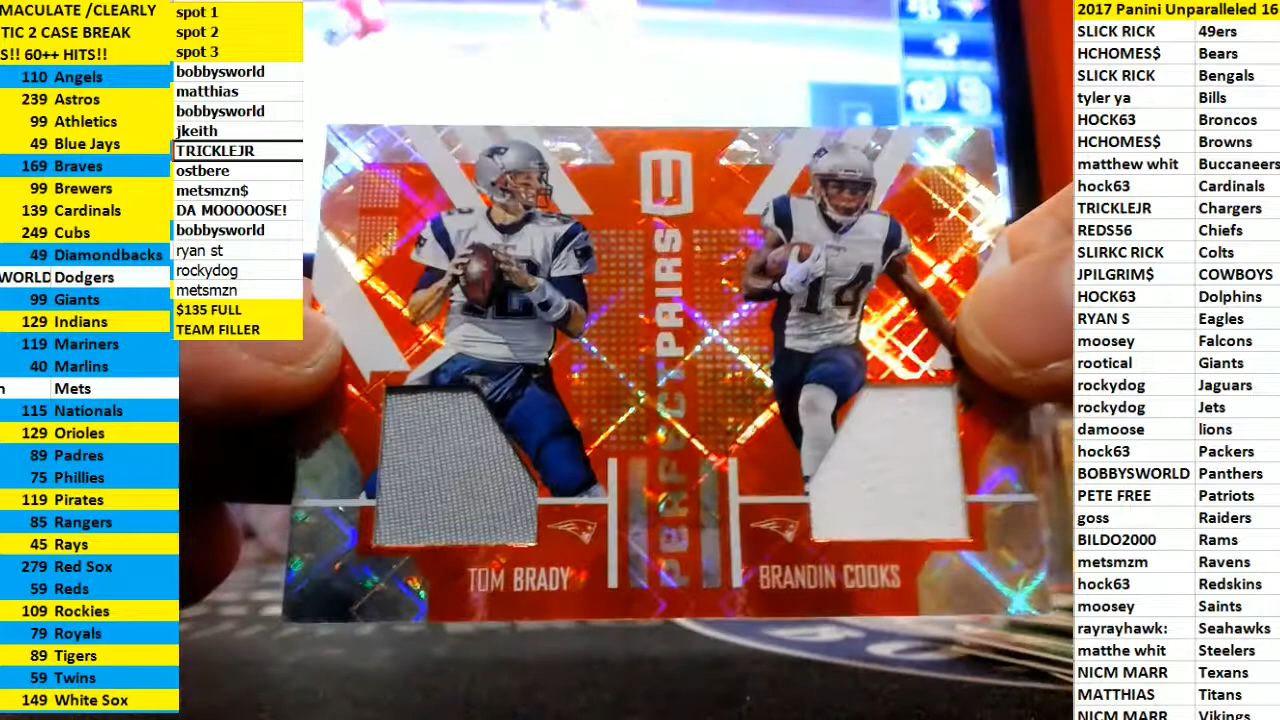 MACULATE /CLEARLY
TIC 2 CASE BREAK
S!! 60++ HITS!!
110 Angels
239 Astros
99 Athletics
49 Blue Jays
169 Braves
99 Brewers
139 Cardinals
249 Cubs
49 Diamondbacks
WORLD Dodgers
99 Giants
129 Indians
119 Mariners
40 Marlins
n Mets
115 Nationals
129 Orioles
89 Padres
75 Phillies
119 Pirates
85 Rangers
45 Rays
279 Red Sox
59 Reds
109 Rockies
79 Royals
89 Tigers
59 Twins
149 White Sox
spot 1
spot 2
spot 3
bobbysworld
matthias
bobbysworld
jkeith
TRICKLEJR
ostbere
metsmzn$
DA MOOOOOSE!
bobbysworld
ryan st
rockydog
metsmzn
$135 FULL
TEAM FILLER
PERFECT PAIRS
12
14
TOM BRADY
BRANDIN COOKS
2017 Panini Unparalleled 16
SLICK RICK 49ers
HCHOMES$ Bears
SLICK RICK Bengals
tyler ya Bills
HOCK63 Broncos
HCHOMES$ Browns
matthew whit Buccaneers
hock63 Cardinals
TRICKLEJR Chargers
REDS56 Chiefs
SLIRKC RICK Colts
JPILGRIM$ COWBOYS
HOCK63 Dolphins
RYAN S Eagles
moosey Falcons
rootical Giants
rockydog Jaguars
rockydog Jets
damoose lions
hock63 Packers
BOBBYSWORLD Panthers
PETE FREE Patriots
goss Raiders
BILDO2000 Rams
metsmzm Ravens
hock63 Redskins
moosey Saints
rayrayhawk: Seahawks
matthe whit Steelers
NICM MARR Texans
MATTHIAS Titans
NICM MARR Vikings